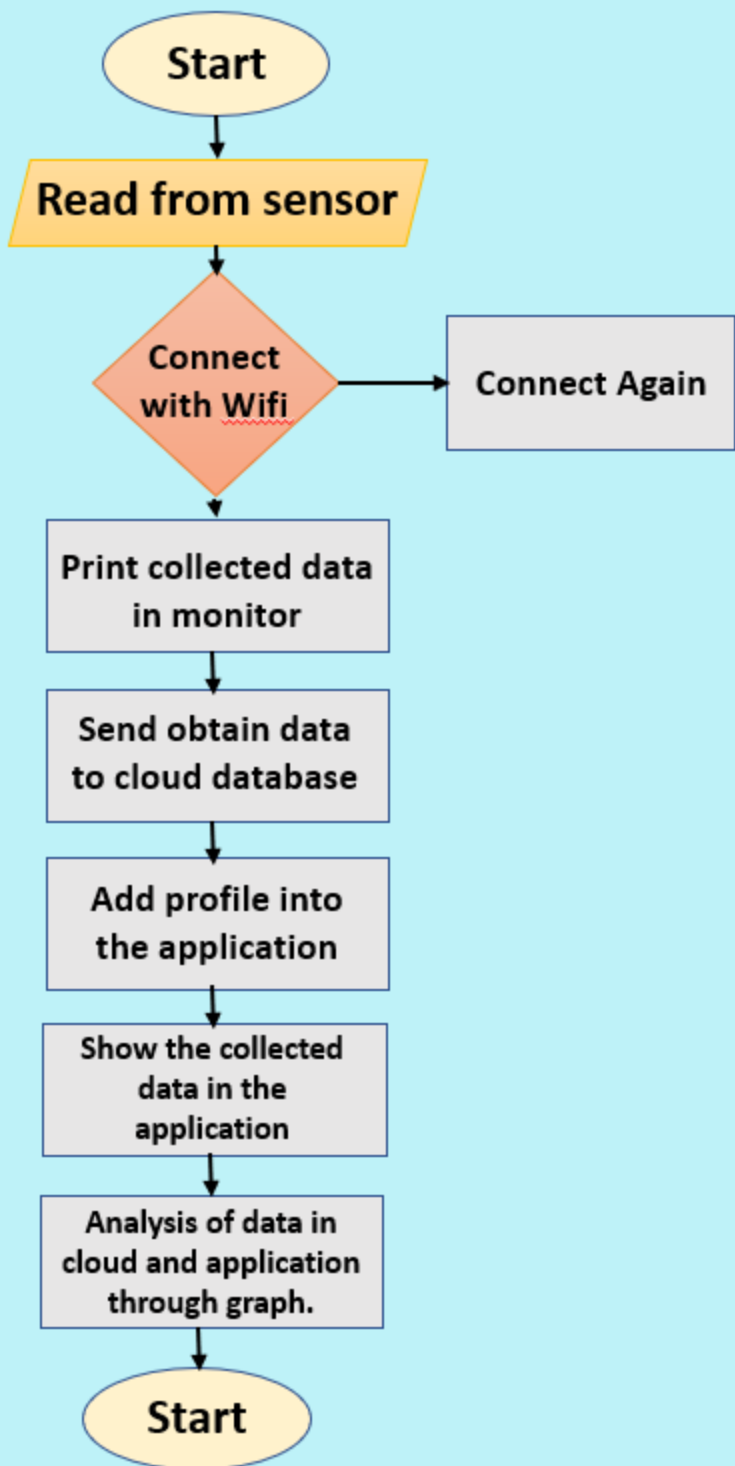 Start
Read from sensor
Connect
with Wifi
Connect Again
Print collected data
in monitor
Send obtain data
to cloud database
Add profile into
the application
Show the collected
data in the
application
Analysis of data in
cloud and application
through graph.
Start